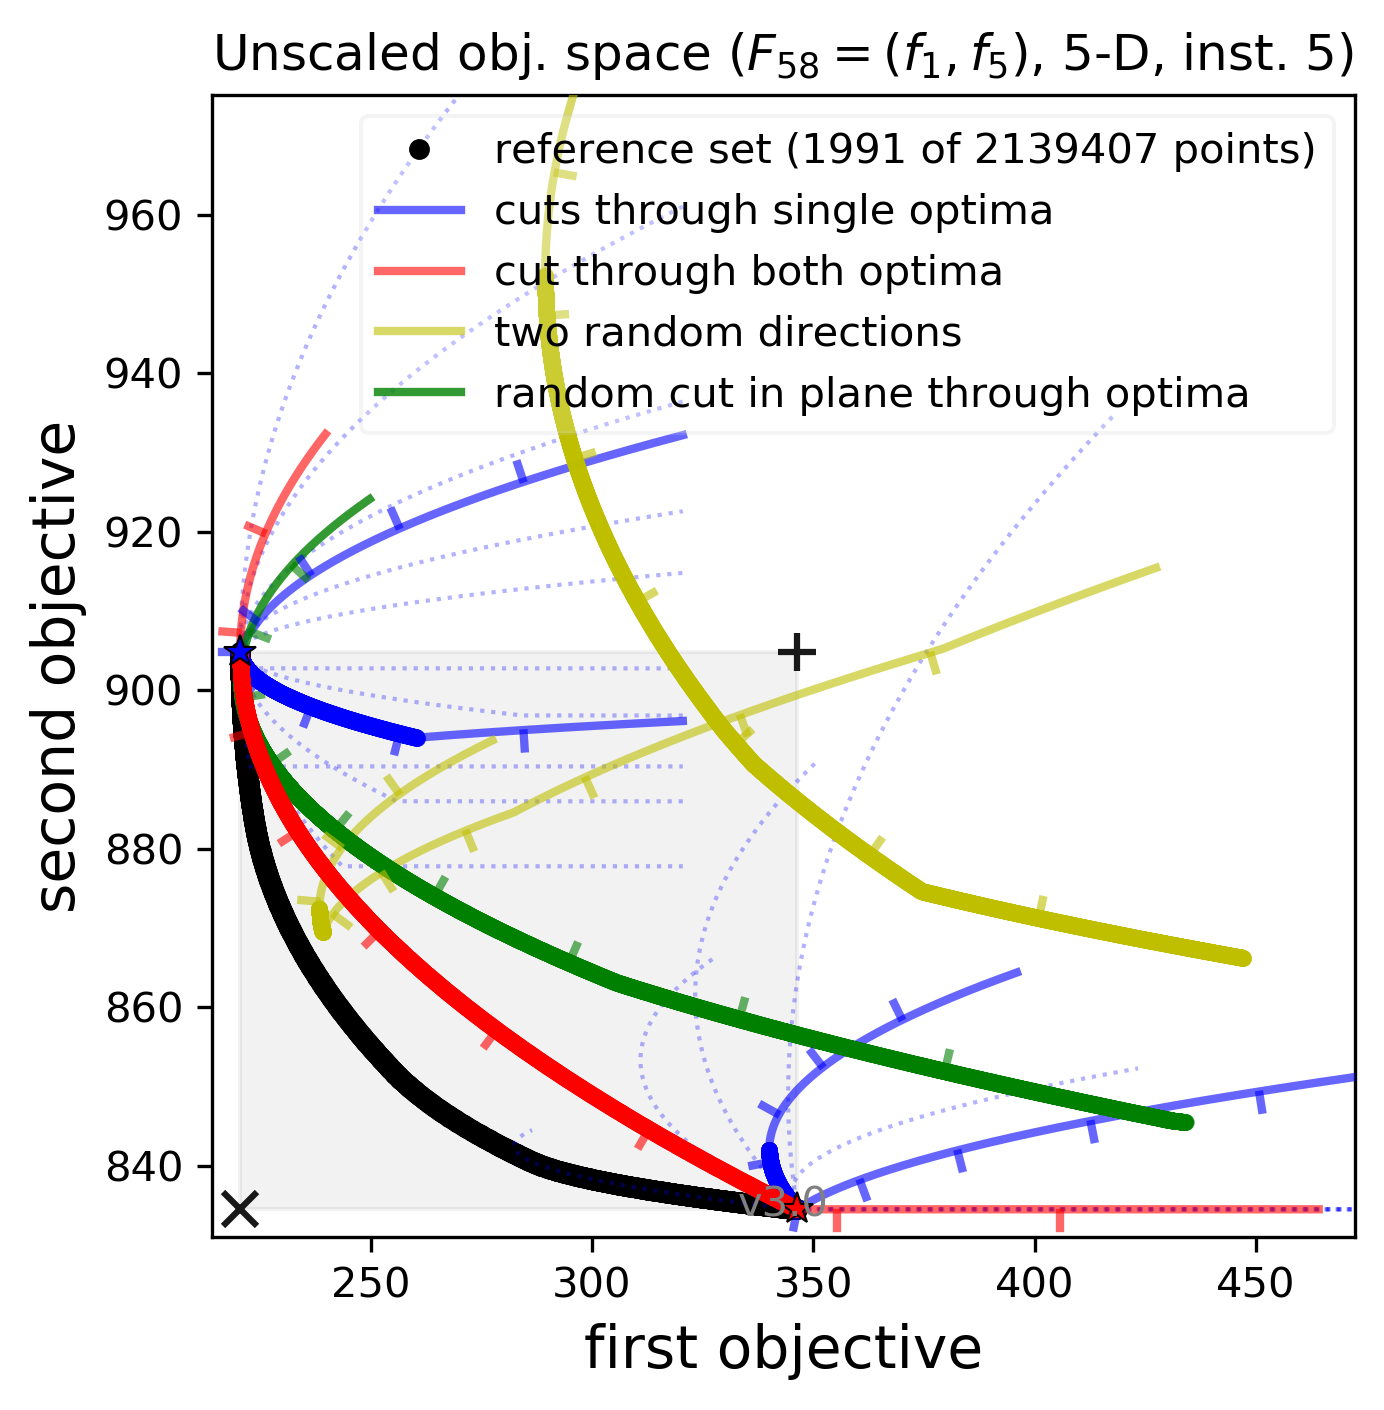 Unscaled obj. space (F58 = (f1, f5), 5-D, inst. 5)
reference set (1991 of 2139407 points)
cuts through single optima
cut through both optima
two random directions
random cut in plane through optima
second objective
960
940
920
900
880
860
840
v3.0
250 300 350 400 450
first objective